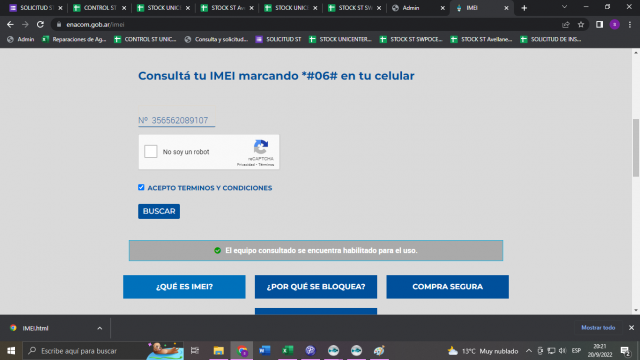 SOLICITUD ST
CONTROL ST
STOCK UNIC
STOCK ST Ave
STOCK UNIC
STOCK ST SW
Admin
IMEI
enacom.gob.ar/imei
Admin
Reparaciones de Ag...
CONTROL ST UNIC...
Consulta y solicitud...
SOLICITUD ST
STOCK UNICENTER...
STOCK ST SWPOCE...
STOCK ST Avellane...
SOLICITUD DE INS...
Consultá tu IMEI marcando *#06# en tu celular
Nº 356562089107
No soy un robot
reCAPTCHA
Privacidad - Términos
ACEPTO TERMINOS Y CONDICIONES
BUSCAR
El equipo consultado se encuentra habilitado para el uso.
¿QUÉ ES IMEI?
¿POR QUÉ SE BLOQUEA?
COMPRA SEGURA
IMEI.html
Mostrar todo
Escribe aquí para buscar
13°C Muy nublado
ESP
20:21
20/9/2022